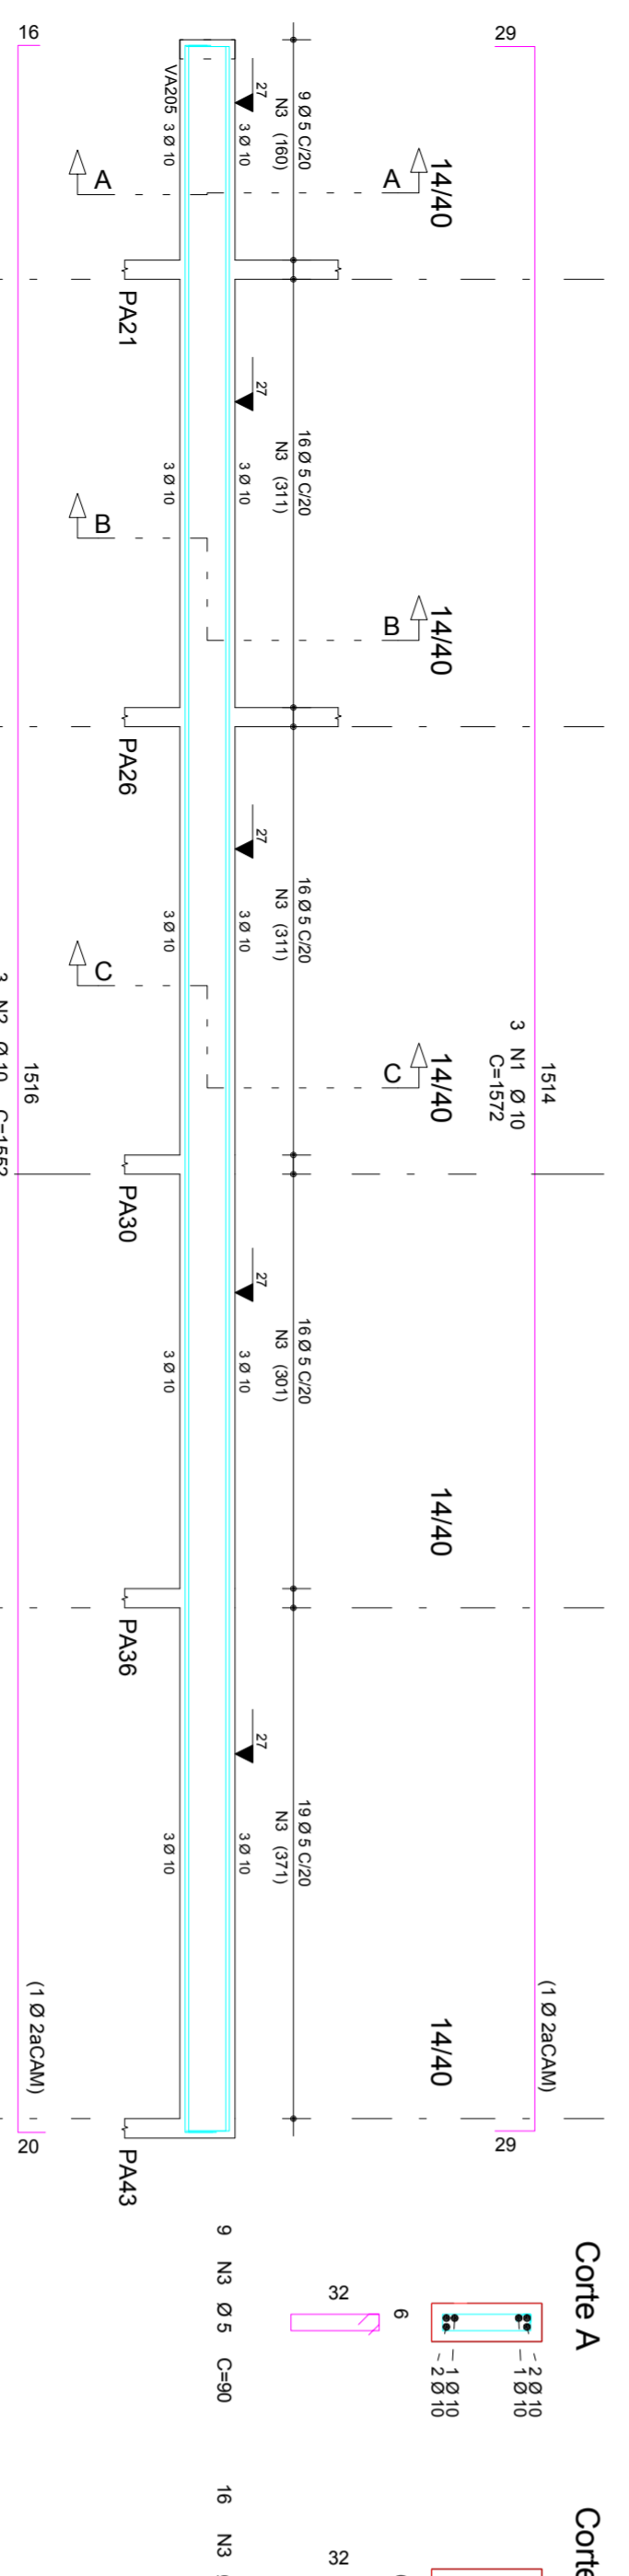 29
1514
3 N1 Ø 10
C=1572
(1 Ø 2aCAM)
29
14/40
14/40
14/40
14/40
14/40
A
B
C
9 Ø 5 C/20
N3 (160)
16 Ø 5 C/20
N3 (311)
16 Ø 5 C/20
N3 (311)
16 Ø 5 C/20
N3 (301)
19 Ø 5 C/20
N3 (371)
27
27
27
27
27
3 Ø 10
3 Ø 10
3 Ø 10
3 Ø 10
3 Ø 10
VA205
3 Ø 10
3 Ø 10
3 Ø 10
3 Ø 10
3 Ø 10
PA21
PA26
PA30
PA36
PA43
A
B
C
16
1516
(1 Ø 2aCAM)
20
3 N2 Ø 10 C=1552
Corte A
2 Ø 10
1 Ø 10
1 Ø 10
2 Ø 10
6
32
9 N3 Ø 5 C=90
Corte
32
16 N3